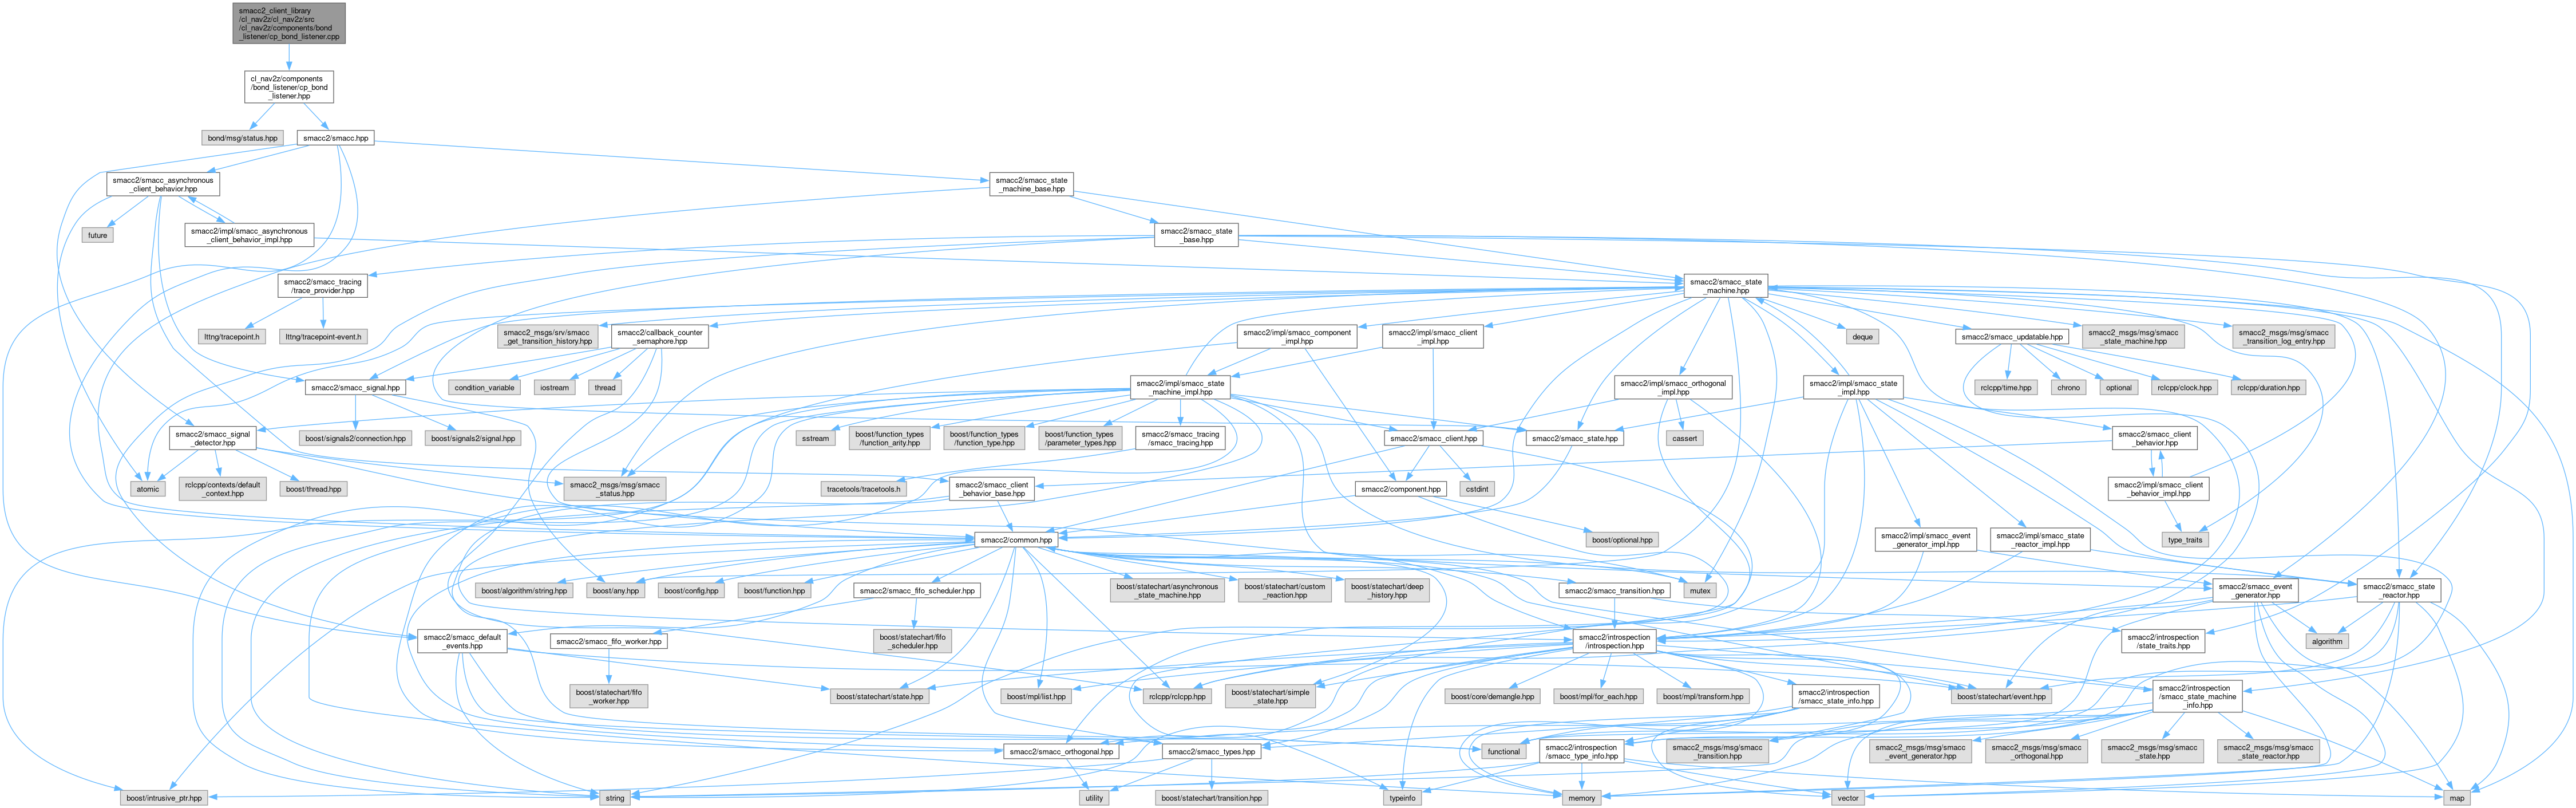 smacc2_client_library
/cl_nav2z/cl_nav2z/src
/cl_nav2z/components/bond
_listener/cp_bond_listener.cpp
cl_nav2z/components
/bond_listener/cp_bond
_listener.hpp
bond/msg/status.hpp
smacc2/smacc.hpp
smacc2/smacc_asynchronous
_client_behavior.hpp
smacc2/smacc_state
_machine_base.hpp
future
smacc2/impl/smacc_asynchronous
_client_behavior_impl.hpp
smacc2/smacc_state
_base.hpp
smacc2/smacc_tracing
/trace_provider.hpp
smacc2/smacc_state
_machine.hpp
lttng/tracepoint.h
lttng/tracepoint-event.h
smacc2_msgs/srv/smacc
_get_transition_history.hpp
smacc2/callback_counter
_semaphore.hpp
smacc2/impl/smacc_component
_impl.hpp
smacc2/impl/smacc_client
_impl.hpp
deque
smacc2/smacc_updatable.hpp
smacc2_msgs/msg/smacc
_state_machine.hpp
smacc2_msgs/msg/smacc
_transition_log_entry.hpp
smacc2/smacc_signal.hpp
condition_variable
iostream
thread
smacc2/impl/smacc_state
_machine_impl.hpp
smacc2/impl/smacc_orthogonal
_impl.hpp
smacc2/impl/smacc_state
_impl.hpp
rclcpp/time.hpp
chrono
optional
rclcpp/clock.hpp
rclcpp/duration.hpp
smacc2/smacc_signal
_detector.hpp
boost/signals2/connection.hpp
boost/signals2/signal.hpp
sstream
boost/function_types
/function_arity.hpp
boost/function_types
/function_type.hpp
boost/function_types
/parameter_types.hpp
smacc2/smacc_tracing
/smacc_tracing.hpp
smacc2/smacc_client.hpp
smacc2/smacc_state.hpp
cassert
smacc2/smacc_client
_behavior.hpp
atomic
rclcpp/contexts/default
_context.hpp
boost/thread.hpp
smacc2_msgs/msg/smacc
_status.hpp
tracetools/tracetools.h
smacc2/smacc_client
_behavior_base.hpp
smacc2/component.hpp
cstdint
smacc2/impl/smacc_client
_behavior_impl.hpp
smacc2/common.hpp
boost/optional.hpp
smacc2/impl/smacc_event
_generator_impl.hpp
smacc2/impl/smacc_state
_reactor_impl.hpp
type_traits
boost/algorithm/string.hpp
boost/any.hpp
boost/config.hpp
boost/function.hpp
smacc2/smacc_fifo_scheduler.hpp
boost/statechart/asynchronous
_state_machine.hpp
boost/statechart/custom
_reaction.hpp
boost/statechart/deep
_history.hpp
smacc2/smacc_transition.hpp
mutex
smacc2/smacc_event
_generator.hpp
smacc2/smacc_state
_reactor.hpp
smacc2/smacc_default
_events.hpp
smacc2/smacc_fifo_worker.hpp
boost/statechart/fifo
_scheduler.hpp
smacc2/introspection
/introspection.hpp
smacc2/introspection
/state_traits.hpp
algorithm
boost/statechart/fifo
_worker.hpp
boost/statechart/state.hpp
boost/mpl/list.hpp
rclcpp/rclcpp.hpp
boost/statechart/simple
_state.hpp
boost/core/demangle.hpp
boost/mpl/for_each.hpp
boost/mpl/transform.hpp
smacc2/introspection
/smacc_state_info.hpp
boost/statechart/event.hpp
smacc2/introspection
/smacc_state_machine
_info.hpp
smacc2/smacc_orthogonal.hpp
smacc2/smacc_types.hpp
functional
smacc2/introspection
/smacc_type_info.hpp
smacc2_msgs/msg/smacc
_transition.hpp
smacc2_msgs/msg/smacc
_event_generator.hpp
smacc2_msgs/msg/smacc
_orthogonal.hpp
smacc2_msgs/msg/smacc
_state.hpp
smacc2_msgs/msg/smacc
_state_reactor.hpp
boost/intrusive_ptr.hpp
string
utility
boost/statechart/transition.hpp
typeinfo
memory
vector
map